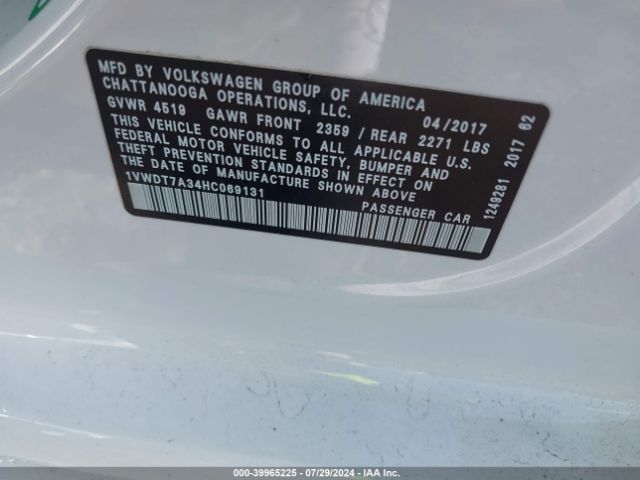 MFD BY VOLKSWAGEN GROUP OF AMERICA
CHATTANOOGA OPERATIONS, LLC.
04/2017
GVWR 4519 GAWR FRONT 2359 / REAR 2271 LBS
THIS VEHICLE CONFORMS TO ALL APPLICABLE U.S.
FEDERAL MOTOR VEHICLE SAFETY, BUMPER AND
THEFT PREVENTION STANDARDS IN EFFECT ON
THE DATE OF MANUFACTURE SHOWN ABOVE
1VWDT7A34HC069131
PASSENGER CAR
1249281 2017 62
000-39965225 - 07/29/2024 - IAA Inc.